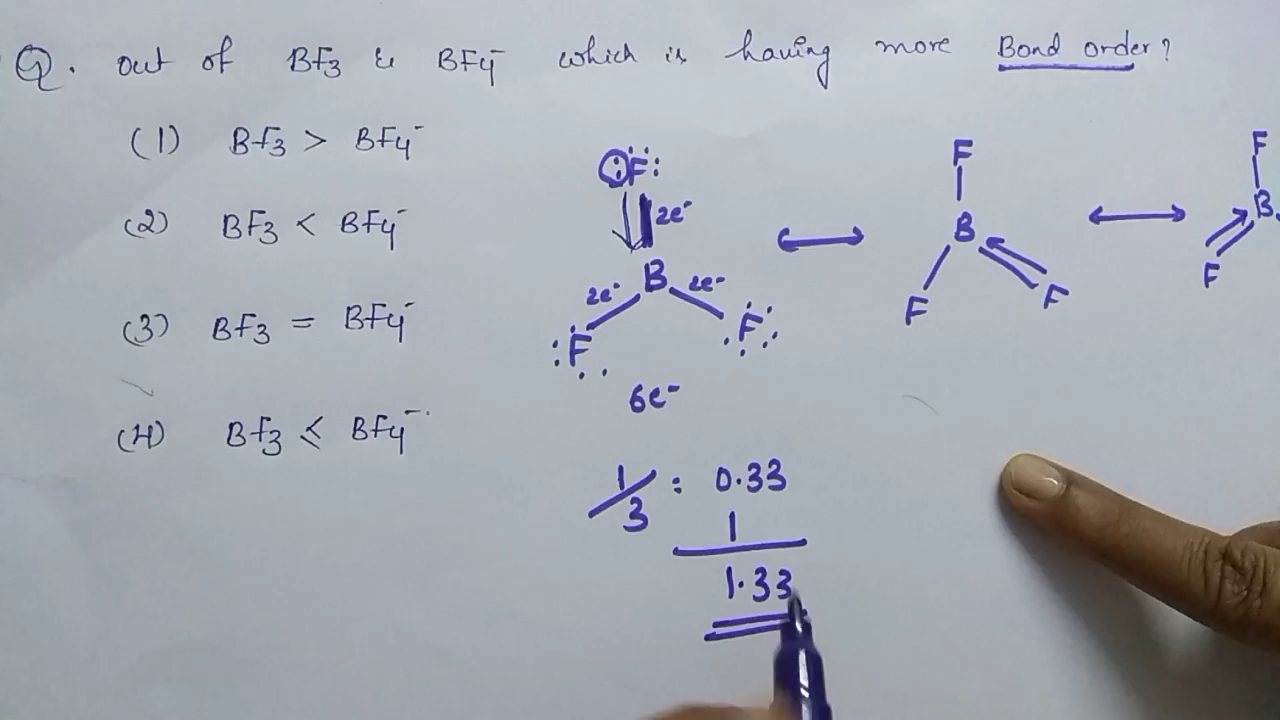 Q. out of BF3 & BF4- which is having more Bond order?
(1) BF3 > BF4-
(2) BF3 < BF4-
(3) BF3 = BF4-
(4) BF3 ≤ BF4-
:F:
2e-
B
2e- 2e-
:F F
6e-
F
B
F F
F
B
F
1/3 : 0.33
1
1.33